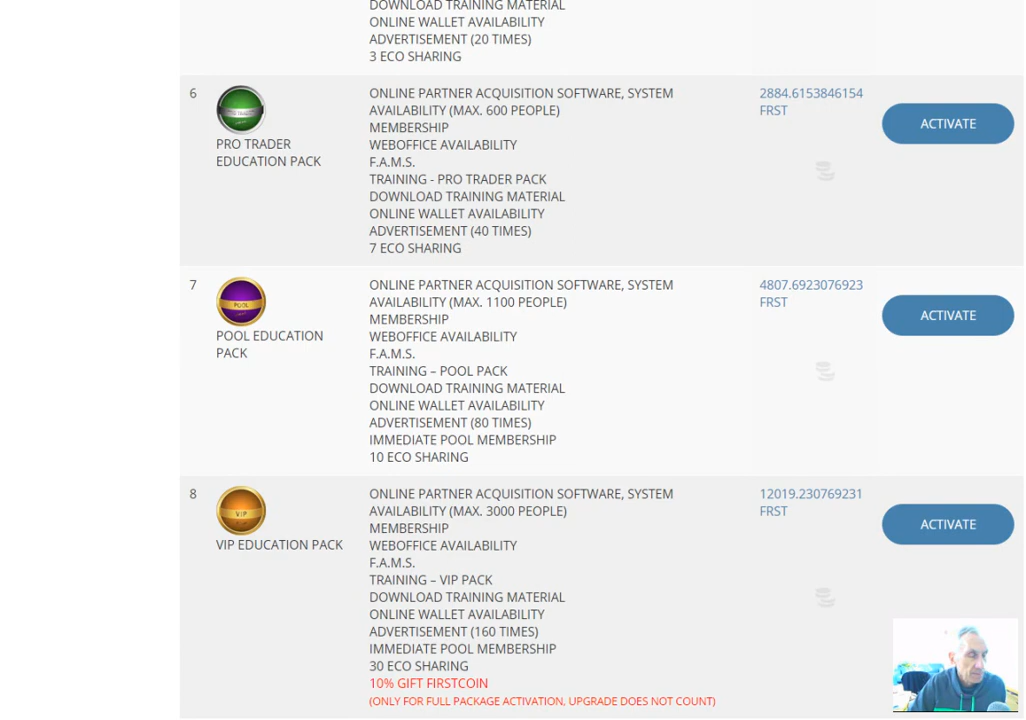 DOWNLOAD TRAINING MATERIAL
ONLINE WALLET AVAILABILITY
ADVERTISEMENT (20 TIMES)
3 ECO SHARING
6
PRO TRADER
EDUCATION PACK
ONLINE PARTNER ACQUISITION SOFTWARE, SYSTEM
AVAILABILITY (MAX. 600 PEOPLE)
MEMBERSHIP
WEBOFFICE AVAILABILITY
F.A.M.S.
TRAINING - PRO TRADER PACK
DOWNLOAD TRAINING MATERIAL
ONLINE WALLET AVAILABILITY
ADVERTISEMENT (40 TIMES)
7 ECO SHARING
2884.6153846154
FRST
ACTIVATE
7
POOL
POOL EDUCATION
PACK
ONLINE PARTNER ACQUISITION SOFTWARE, SYSTEM
AVAILABILITY (MAX. 1100 PEOPLE)
MEMBERSHIP
WEBOFFICE AVAILABILITY
F.A.M.S.
TRAINING – POOL PACK
DOWNLOAD TRAINING MATERIAL
ONLINE WALLET AVAILABILITY
ADVERTISEMENT (80 TIMES)
IMMEDIATE POOL MEMBERSHIP
10 ECO SHARING
4807.6923076923
FRST
ACTIVATE
8
VIP
VIP EDUCATION PACK
ONLINE PARTNER ACQUISITION SOFTWARE, SYSTEM
AVAILABILITY (MAX. 3000 PEOPLE)
MEMBERSHIP
WEBOFFICE AVAILABILITY
F.A.M.S.
TRAINING – VIP PACK
DOWNLOAD TRAINING MATERIAL
ONLINE WALLET AVAILABILITY
ADVERTISEMENT (160 TIMES)
IMMEDIATE POOL MEMBERSHIP
30 ECO SHARING
10% GIFT FIRSTCOIN
(ONLY FOR FULL PACKAGE ACTIVATION, UPGRADE DOES NOT COUNT)
12019.230769231
FRST
ACTIVATE